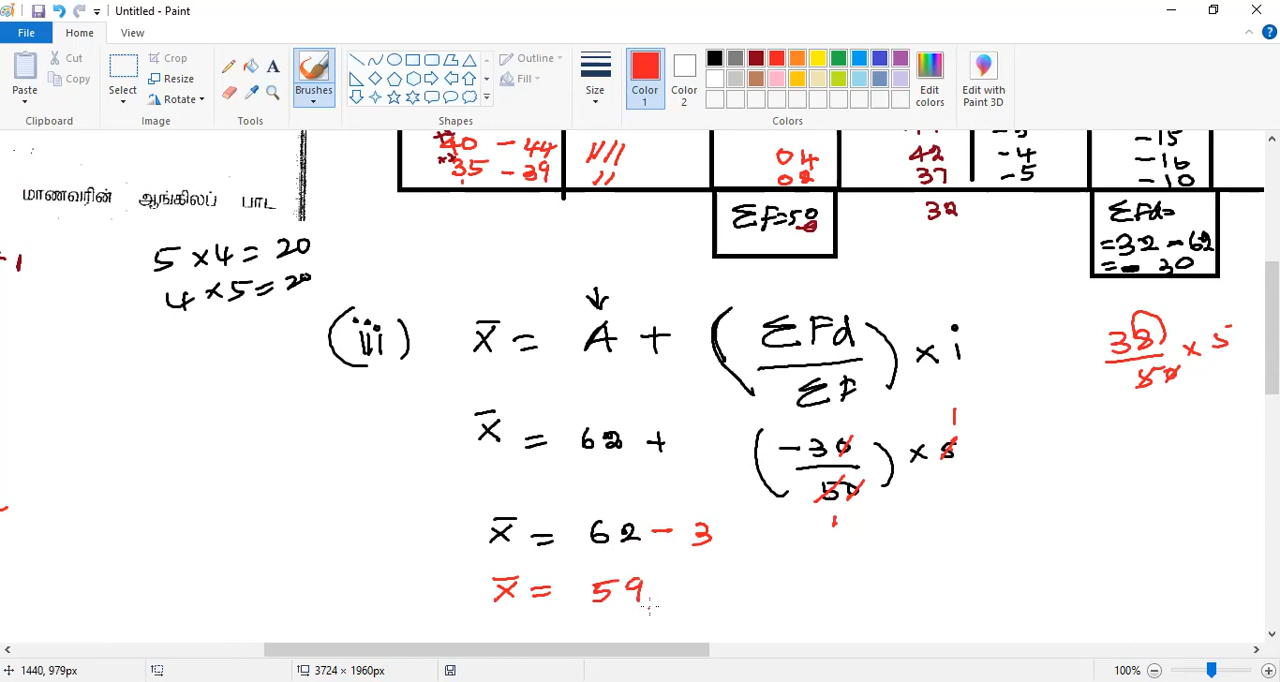 Untitled - Paint
File Home View
Paste Cut Copy Clipboard
Select Crop Resize Rotate Image
Tools
Brushes
Shapes Outline Fill
Size
Color 1 Color 2 Colors
Edit colors
Edit with Paint 3D
-15
40 - 44 //// 04 42 -4 -16
35 - 39 // 02 37 -5 -10
மாணவரின் ஆங்கிலப் பாட
ΣF=50
32
ΣFd=
=32-62
=-30
5 x 4 = 20
4 x 5 = 20
(iii) x̄ = A + (ΣFd / ΣF) x i
x̄ = 62 + (-30 / 50) x 5
1
1
x̄ = 62 - 3
x̄ = 59
x 5
1440, 979px
3724 × 1960px
100%